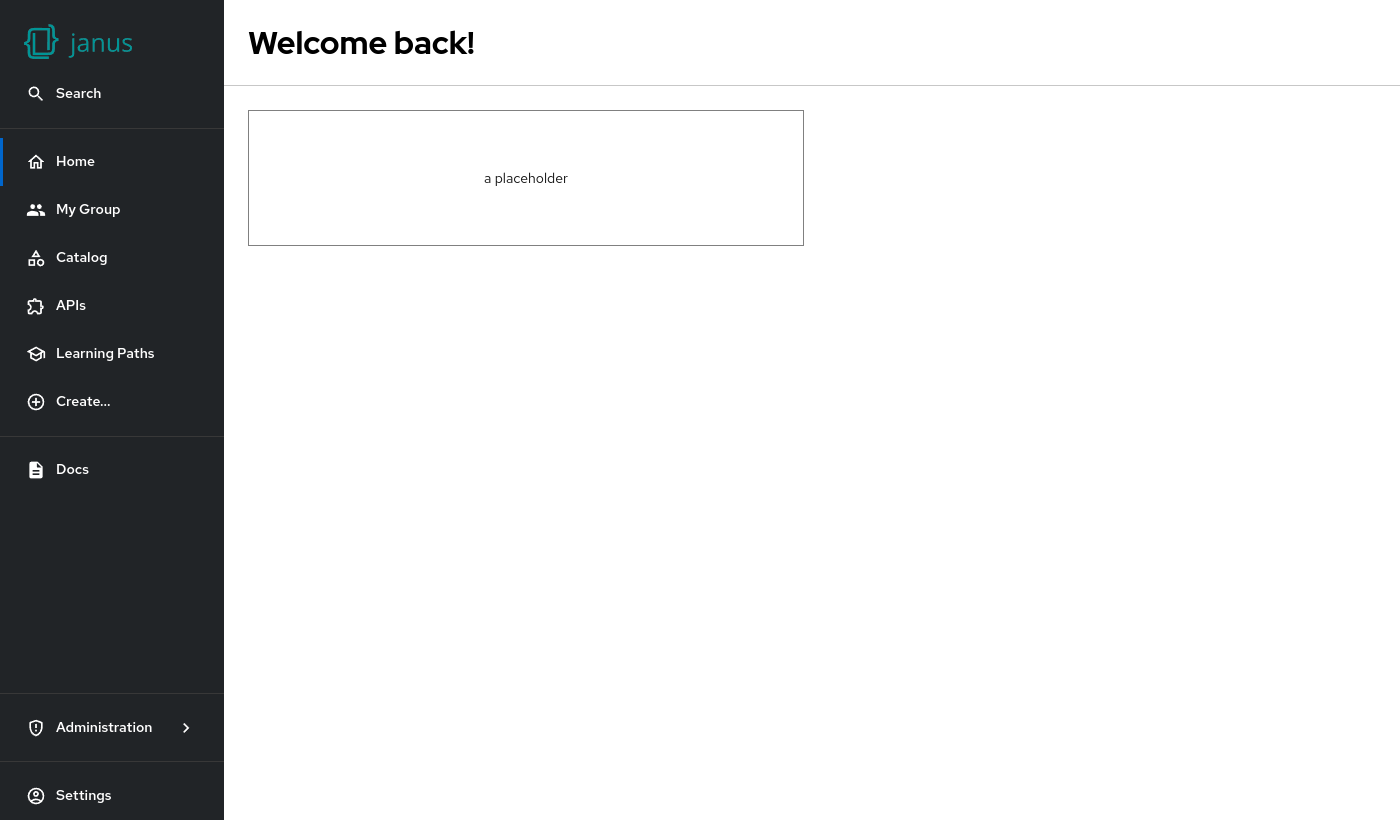 janus
Search
Home
My Group
Catalog
APIs
Learning Paths
Create...
Docs
Administration
Settings
Welcome back!
a placeholder